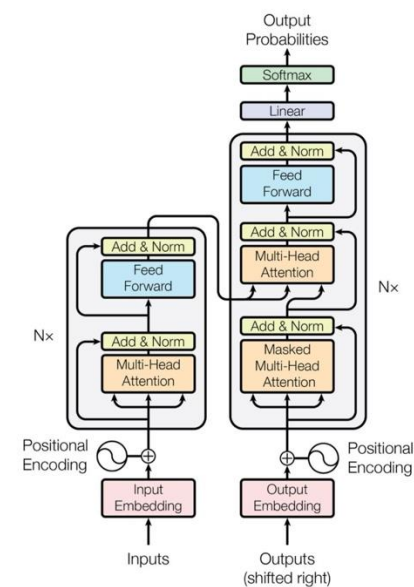 Output
Probabilities
Softmax
Linear
Add & Norm
Feed
Forward
Add & Norm
Multi-Head
Attention
Add & Norm
Masked
Multi-Head
Attention
Nx
Add & Norm
Feed
Forward
Add & Norm
Multi-Head
Attention
Nx
Positional
Encoding
Positional
Encoding
Input
Embedding
Output
Embedding
Inputs
Outputs
(shifted right)